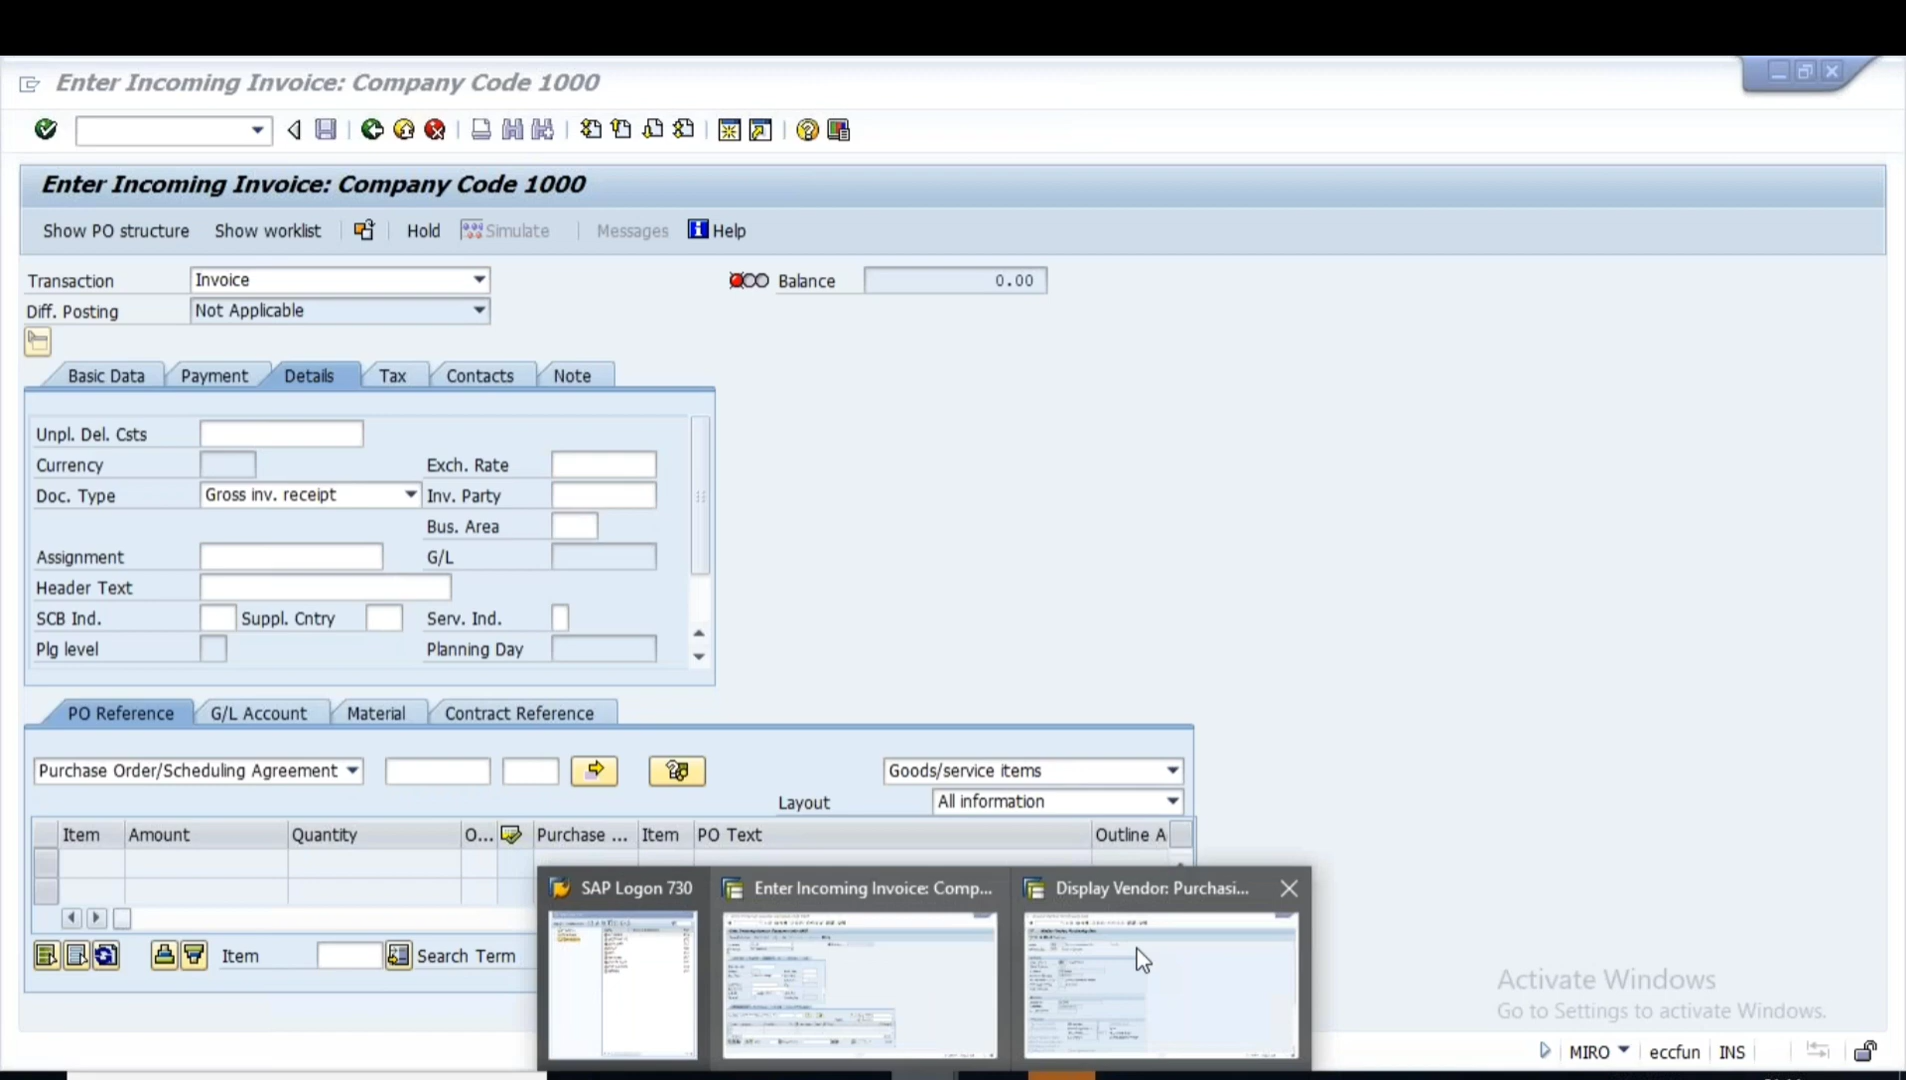 Enter Incoming Invoice: Company Code 1000
Enter Incoming Invoice: Company Code 1000
Show PO structure Show worklist Hold Simulate Messages Help
Transaction Invoice Balance 0.00
Diff. Posting Not Applicable
Basic Data Payment Details Tax Contacts Note
Unpl. Del. Csts
Currency Exch. Rate
Doc. Type Gross inv. receipt Inv. Party
Bus. Area
Assignment G/L
Header Text
SCB Ind. Suppl. Cntry Serv. Ind.
Plg level Planning Day
PO Reference G/L Account Material Contract Reference
Purchase Order/Scheduling Agreement Goods/service items
Layout All information
Item Amount Quantity O... Purchase ... Item PO Text Outline A
SAP Logon 730 Enter Incoming Invoice: Comp... Display Vendor: Purchasi...
Item Search Term
Activate Windows
Go to Settings to activate Windows.
MIRO eccfun INS